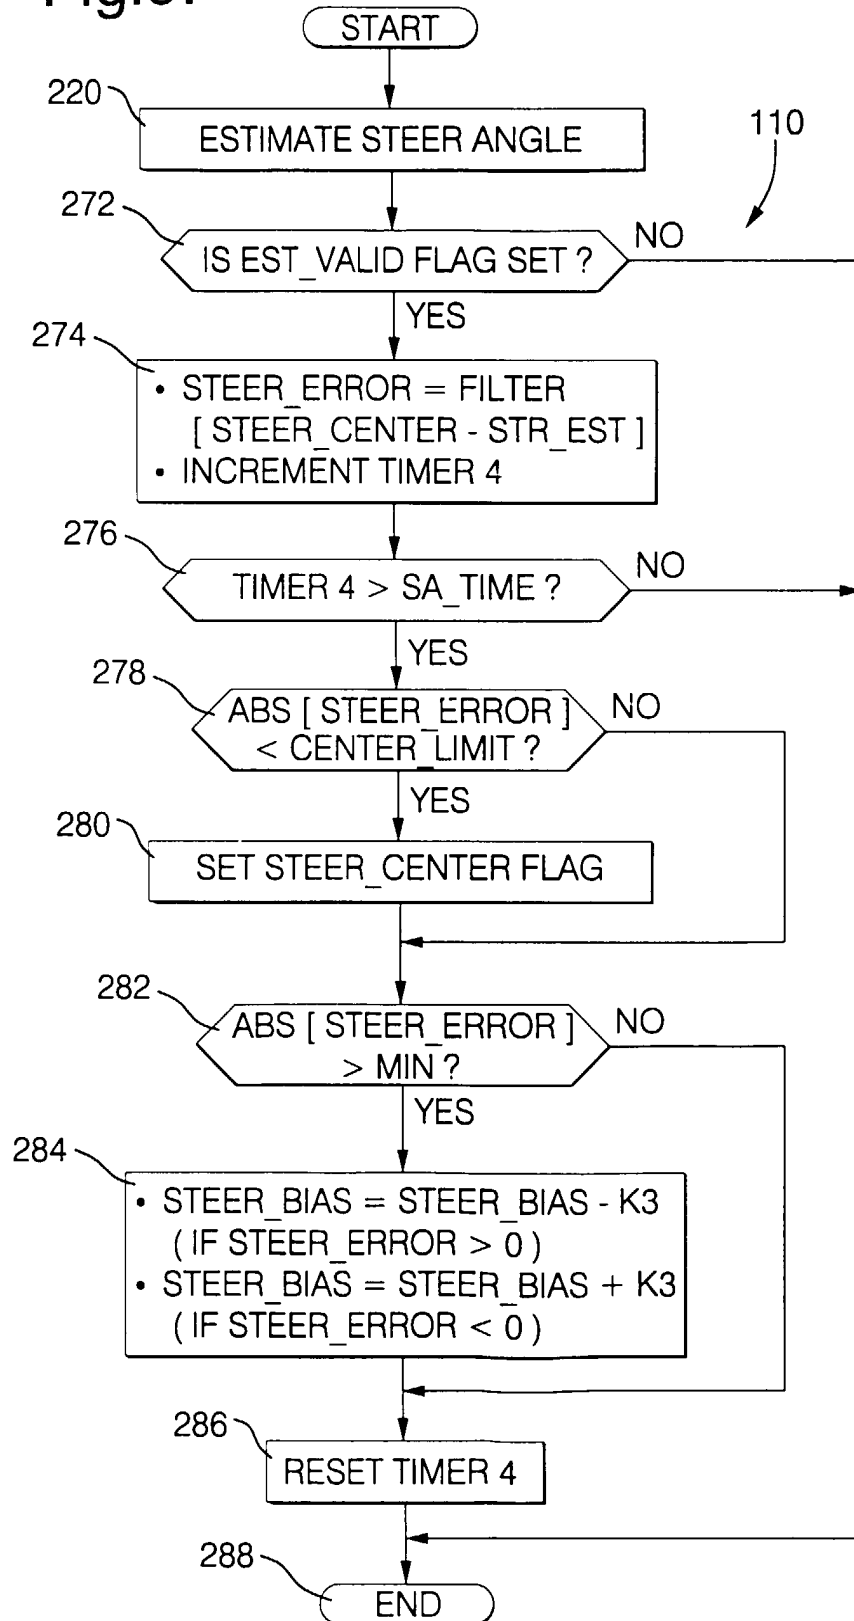 START
220
ESTIMATE STEER ANGLE
110
272
IS EST_VALID FLAG SET ?
NO
YES
274
• STEER_ERROR = FILTER
[ STEER_CENTER - STR_EST ]
• INCREMENT TIMER 4
276
TIMER 4 > SA_TIME ?
NO
YES
278
ABS [ STEER_ERROR ]
< CENTER_LIMIT ?
NO
YES
280
SET STEER_CENTER FLAG
282
ABS [ STEER_ERROR ]
> MIN ?
NO
YES
284
• STEER_BIAS = STEER_BIAS - K3
( IF STEER_ERROR > 0 )
• STEER_BIAS = STEER_BIAS + K3
( IF STEER_ERROR < 0 )
286
RESET TIMER 4
288
END